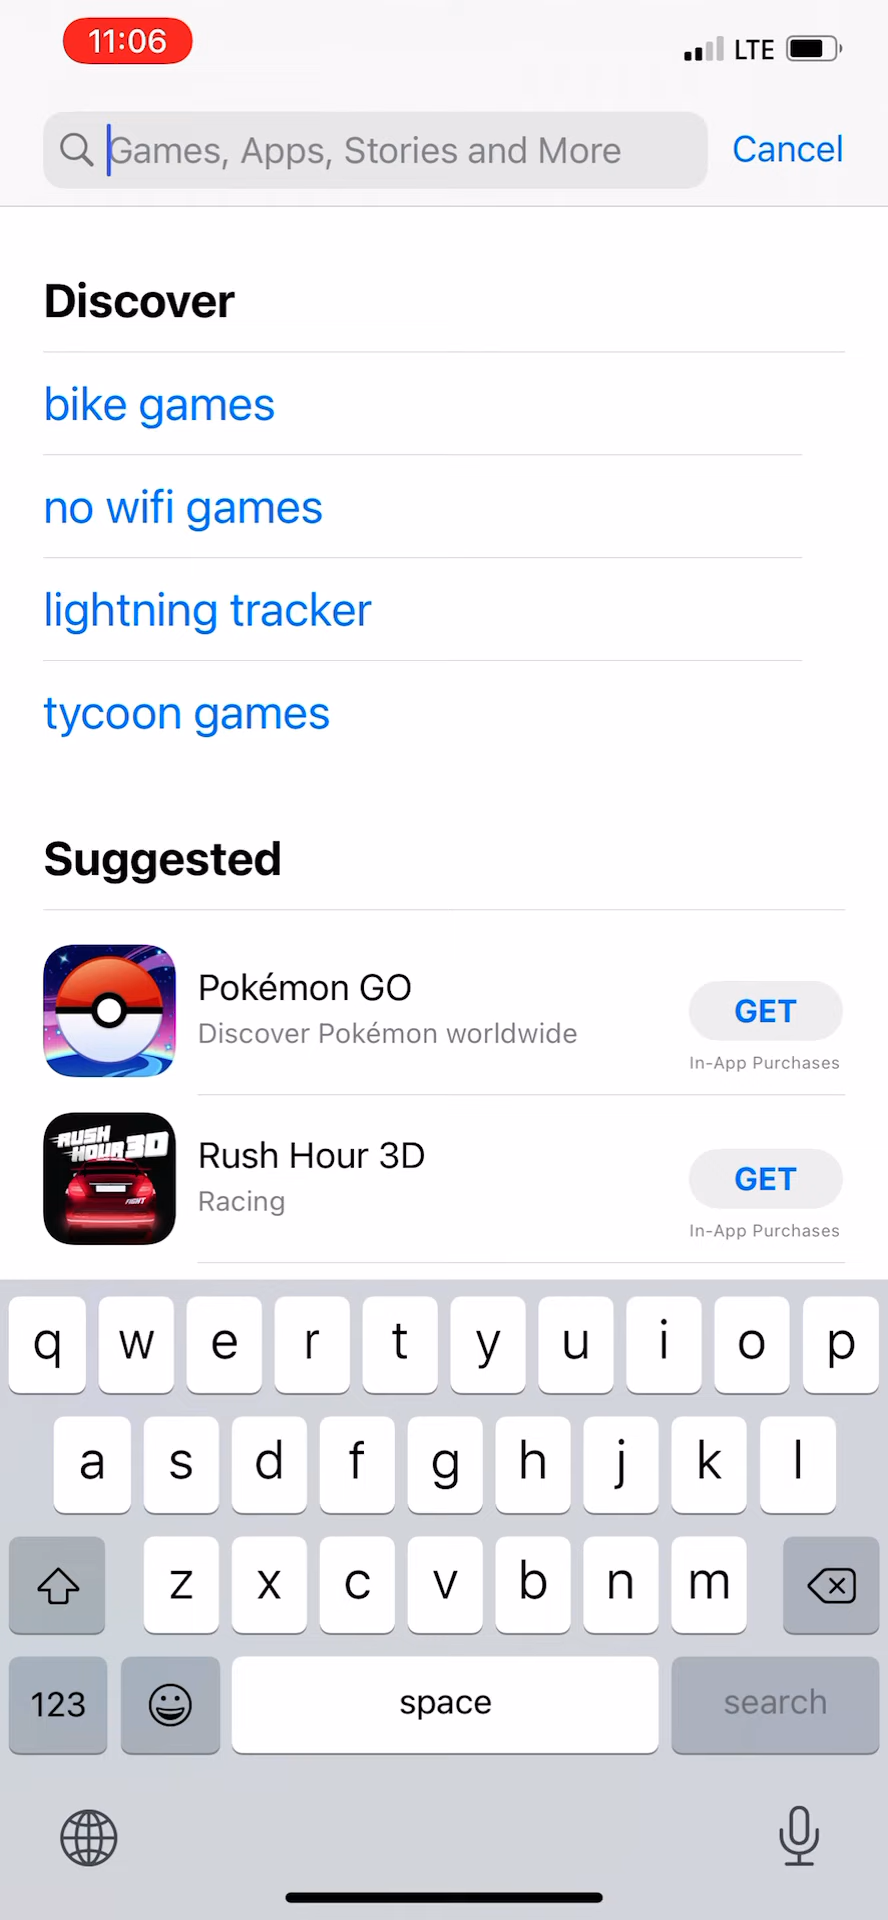 11:06
LTE
Games, Apps, Stories and More
Cancel
Discover
bike games
no wifi games
lightning tracker
tycoon games
Suggested
Pokémon GO
Discover Pokémon worldwide
GET
In-App Purchases
RUSH
HOUR 3D
FIGHT
Rush Hour 3D
Racing
GET
In-App Purchases
q w e r t y u i o p
a s d f g h j k l
z x c v b n m
123 space search